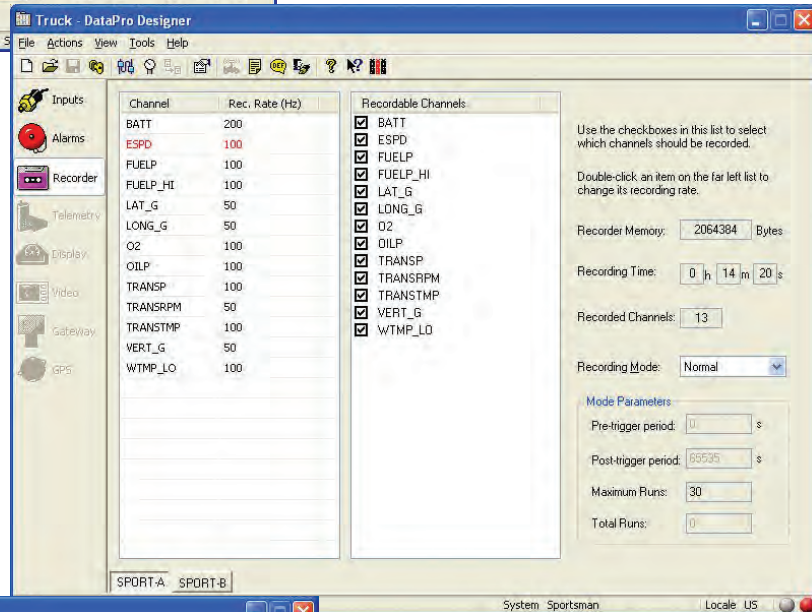 Truck - DataPro Designer
File Actions View Tools Help
Inputs
Alarms
Recorder
Telemetry
Display
Video
Gateway
GPS
Channel Rec. Rate (Hz)
BATT 200
ESPD 100
FUELP 100
FUELP_HI 100
LAT_G 50
LONG_G 50
O2 100
OILP 100
TRANSP 100
TRANSRPM 50
TRANSTMP 100
VERT_G 50
WTMP_LO 100
Recordable Channels
BATT
ESPD
FUELP
FUELP_HI
LAT_G
LONG_G
O2
OILP
TRANSP
TRANSRPM
TRANSTMP
VERT_G
WTMP_LO
Use the checkboxes in this list to select
which channels should be recorded.
Double-click an item on the far left list to
change its recording rate.
Recorder Memory: 2064384 Bytes
Recording Time: 0 h 14 m 20 s
Recorded Channels: 13
Recording Mode: Normal
Mode Parameters
Pre-trigger period: 0 s
Post-trigger period: 65535 s
Maximum Runs: 30
Total Runs: 0
SPORT-A SPORT-B
System Sportsman Locale US